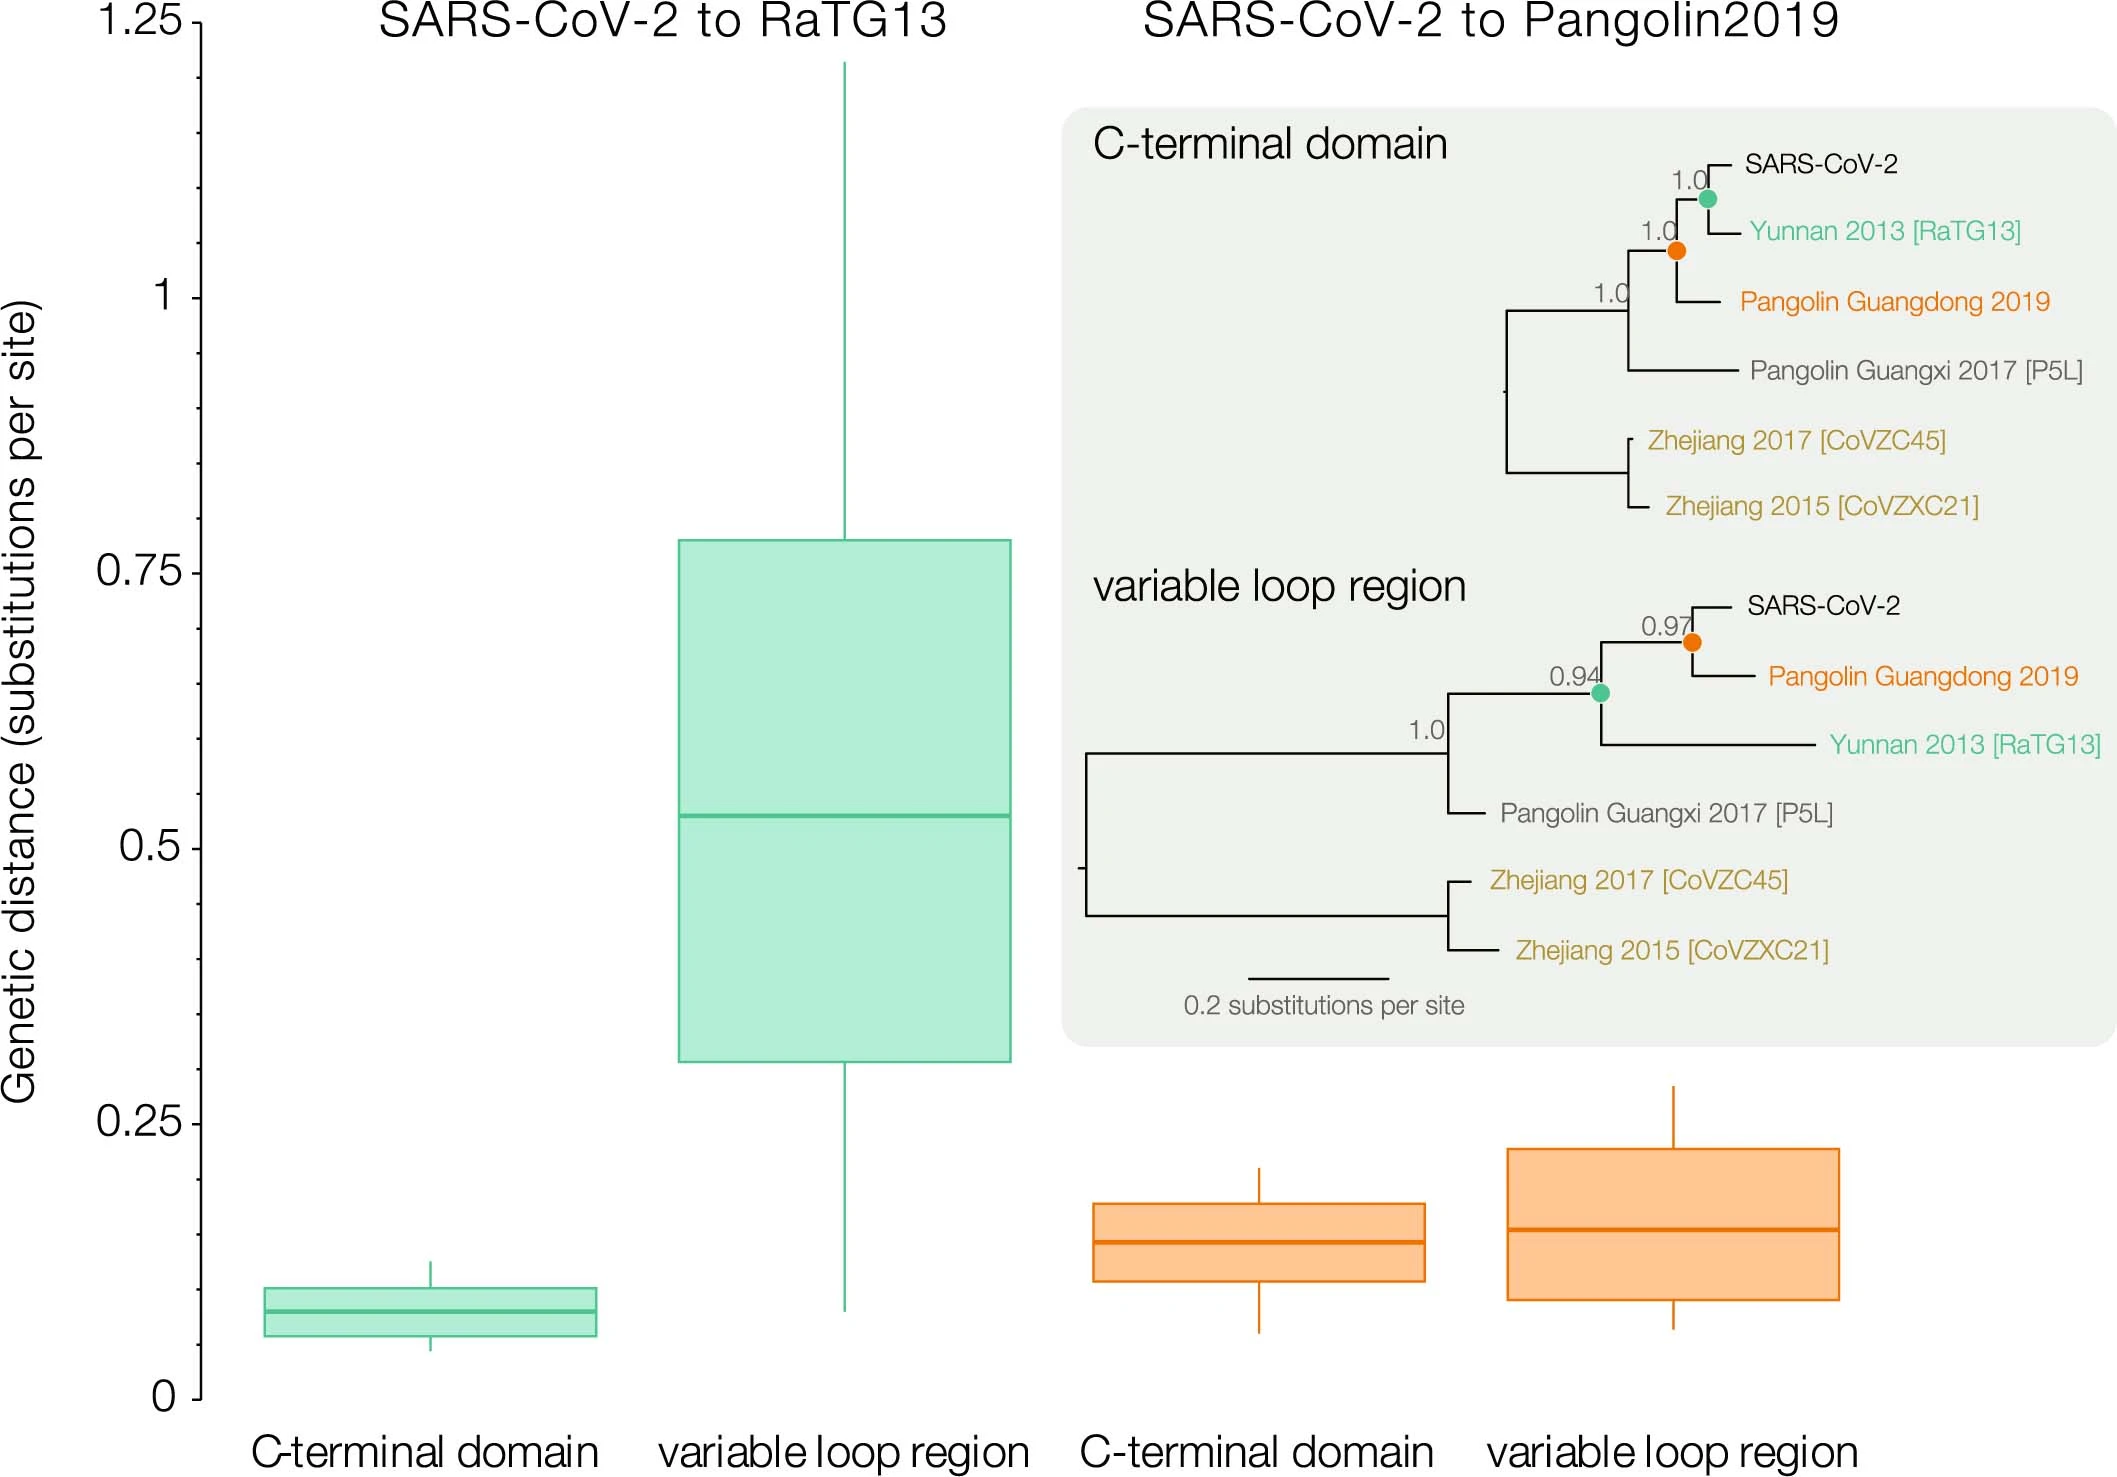 SARS-CoV-2 to RaTG13
SARS-CoV-2 to Pangolin2019
Genetic distance (substitutions per site)
1.25
1
0.75
0.5
0.25
0
C-terminal domain
1.0
SARS-CoV-2
1.0
Yunnan 2013 [RaTG13]
1.0
Pangolin Guangdong 2019
Pangolin Guangxi 2017 [P5L]
Zhejiang 2017 [CoVZC45]
Zhejiang 2015 [CoVZXC21]
variable loop region
0.97
SARS-CoV-2
0.94
Pangolin Guangdong 2019
1.0
Yunnan 2013 [RaTG13]
Pangolin Guangxi 2017 [P5L]
Zhejiang 2017 [CoVZC45]
Zhejiang 2015 [CoVZXC21]
0.2 substitutions per site
C-terminal domain
variable loop region
C-terminal domain
variable loop region